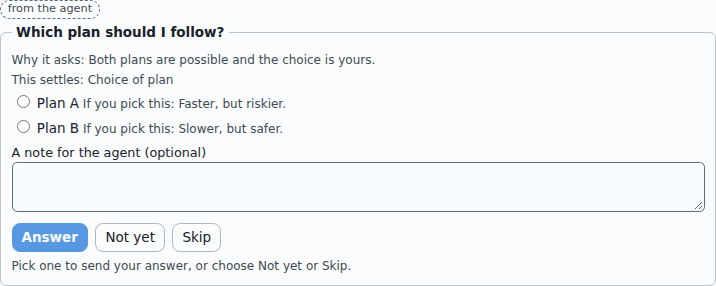 from the agent
Which plan should I follow?
Why it asks: Both plans are possible and the choice is yours.
This settles: Choice of plan
Plan A If you pick this: Faster, but riskier.
Plan B If you pick this: Slower, but safer.
A note for the agent (optional)
Answer Not yet Skip
Pick one to send your answer, or choose Not yet or Skip.